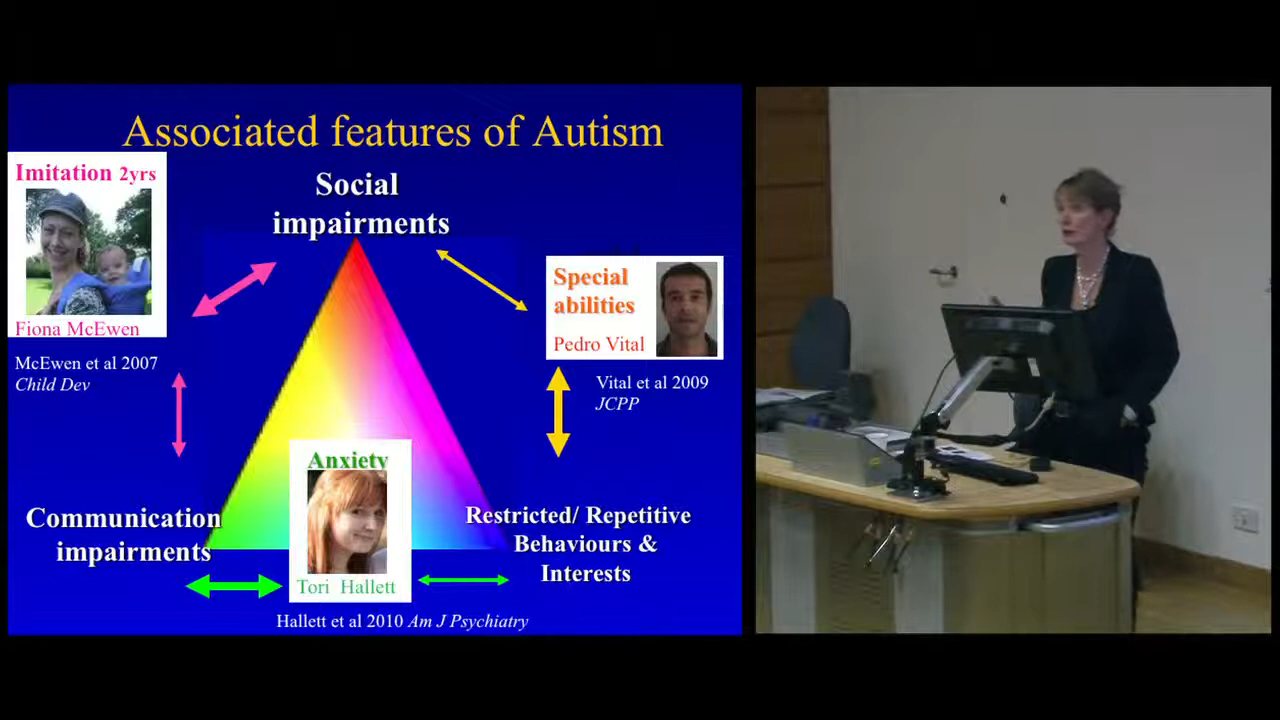 Associated features of Autism
Imitation 2yrs
Fiona McEwen
McEwen et al 2007
Child Dev
Social
impairments
Special
abilities
Pedro Vital
Vital et al 2009
JCPP
Anxiety
Tori Hallett
Communication
impairments
Restricted/ Repetitive
Behaviours &
Interests
Hallett et al 2010 Am J Psychiatry